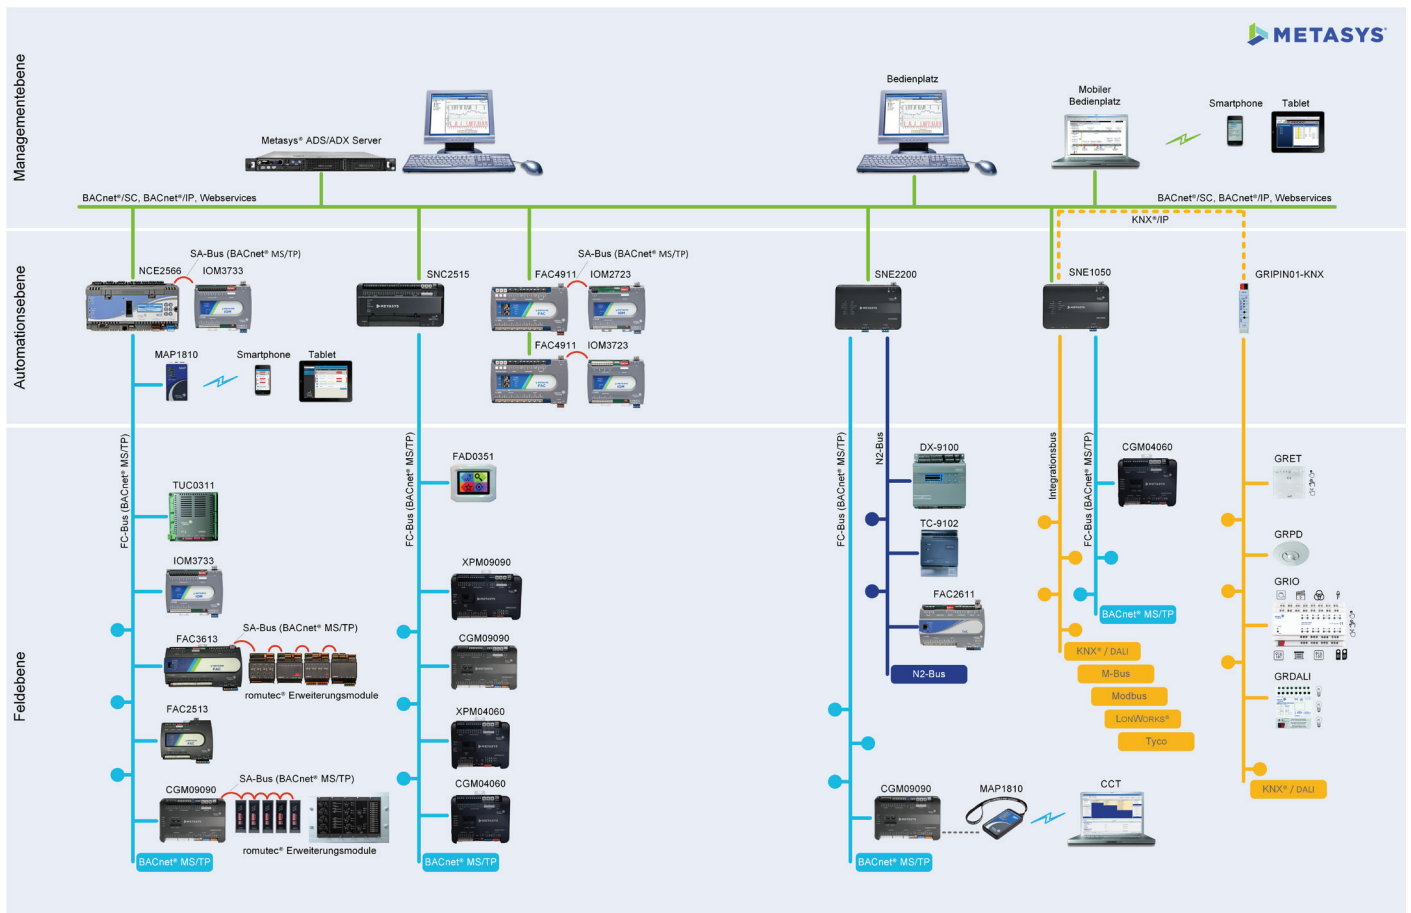 METASYS®
Managementebene
Metasys® ADS/ADX Server
Bedienplatz
Mobiler
Bedienplatz
Smartphone
Tablet
BACnet®/SC, BACnet®/IP, Webservices
BACnet®/SC, BACnet®/IP, Webservices
KNX®/IP
Automationsebene
SA-Bus (BACnet® MS/TP)
NCE2566
IOM3733
SNC2515
SA-Bus (BACnet® MS/TP)
FAC4911
IOM2723
SNE2200
SNE1050
GRIPIN01-KNX
METASYS
METASYS
METASYS
FAC4911
IOM3723
MAP1810
Smartphone
Tablet
Feldebene
FC-Bus (BACnet® MS/TP)
TUC0311
IOM3733
SA-Bus (BACnet® MS/TP)
FAC3613
romutec® Erweiterungsmodule
FAC2513
SA-Bus (BACnet® MS/TP)
CGM09090
romutec® Erweiterungsmodule
BACnet® MS/TP
FC-Bus (BACnet® MS/TP)
FAD0351
XPM09090
CGM09090
XPM04060
CGM04060
BACnet® MS/TP
FC-Bus (BACnet® MS/TP)
N2-Bus
DX-9100
TC-9102
FAC2611
N2-Bus
CGM09090
MAP1810
CCT
BACnet® MS/TP
Integrationsbus
FC-Bus (BACnet® MS/TP)
CGM04060
BACnet® MS/TP
KNX® / DALI
M-Bus
Modbus
LONWORKS®
Tyco
GRET
GRPD
GRIO
GRDALI
KNX® / DALI